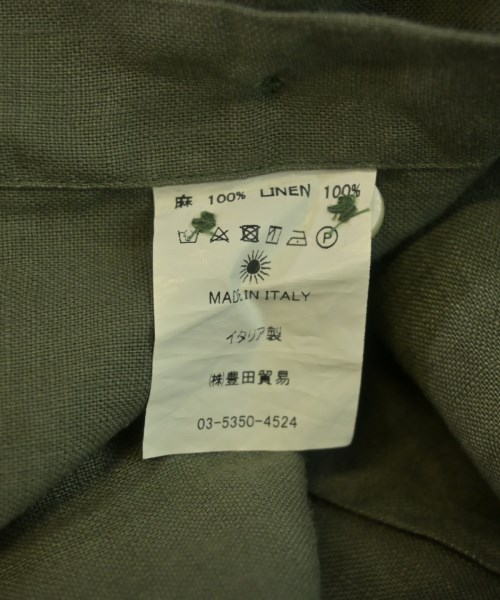 麻 100% LINEN 100%
P
MADE IN ITALY
イタリア製
㈱豊田貿易
03-5350-4524